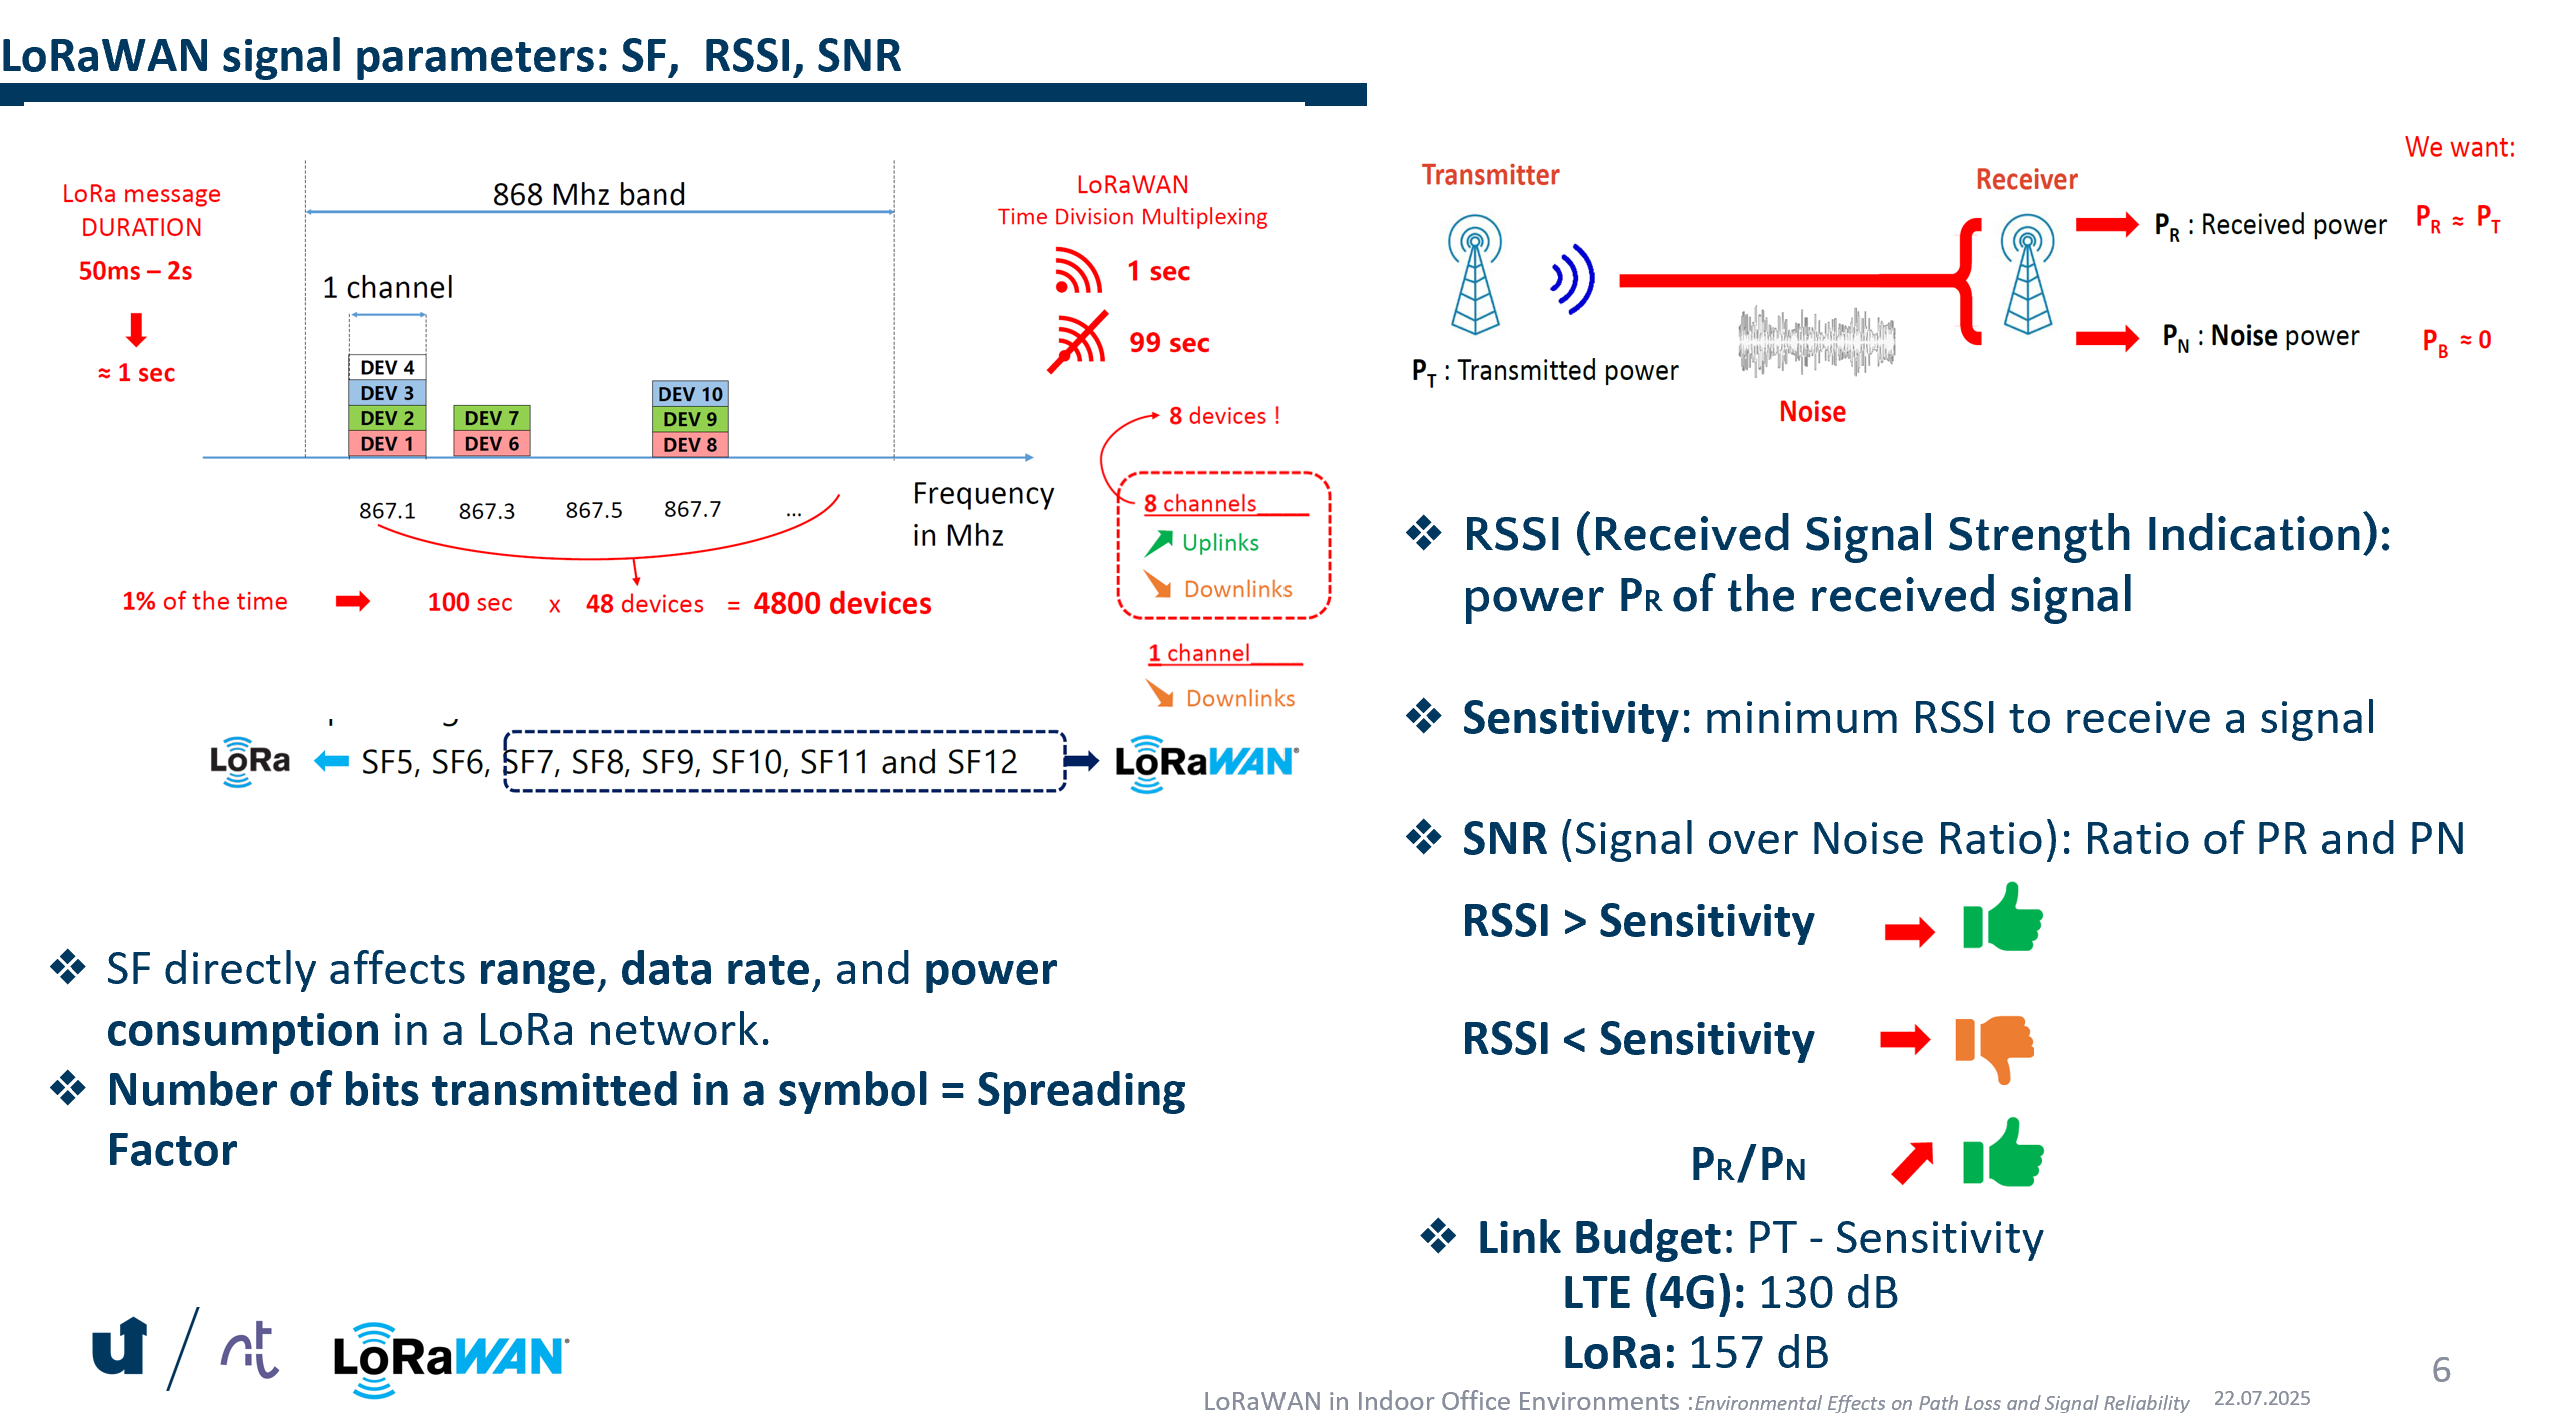 LoRaWAN signal parameters: SF, RSSI, SNR
LoRa message
DURATION
50ms – 2s
≈ 1 sec
868 Mhz band
1 channel
DEV 4
DEV 3
DEV 2
DEV 1
DEV 7
DEV 6
DEV 10
DEV 9
DEV 8
867.1 867.3 867.5 867.7 ...
Frequency
in Mhz
1% of the time 100 sec x 48 devices = 4800 devices
LoRaWAN
Time Division Multiplexing
1 sec
99 sec
8 devices !
8 channels
Uplinks
Downlinks
1 channel
Downlinks
LoRa SF5, SF6, SF7, SF8, SF9, SF10, SF11 and SF12 LoRaWAN
❖ SF directly affects range, data rate, and power
consumption in a LoRa network.
❖ Number of bits transmitted in a symbol = Spreading
Factor
Transmitter
PT : Transmitted power
Noise
Receiver
We want:
PR : Received power PR ≈ PT
PN : Noise power PB ≈ 0
❖ RSSI (Received Signal Strength Indication):
power PR of the received signal
❖ Sensitivity: minimum RSSI to receive a signal
❖ SNR (Signal over Noise Ratio): Ratio of PR and PN
RSSI > Sensitivity
RSSI < Sensitivity
PR/PN
❖ Link Budget: PT - Sensitivity
LTE (4G): 130 dB
LoRa: 157 dB
LoRaWAN
LoRaWAN in Indoor Office Environments :Environmental Effects on Path Loss and Signal Reliability 22.07.2025
6